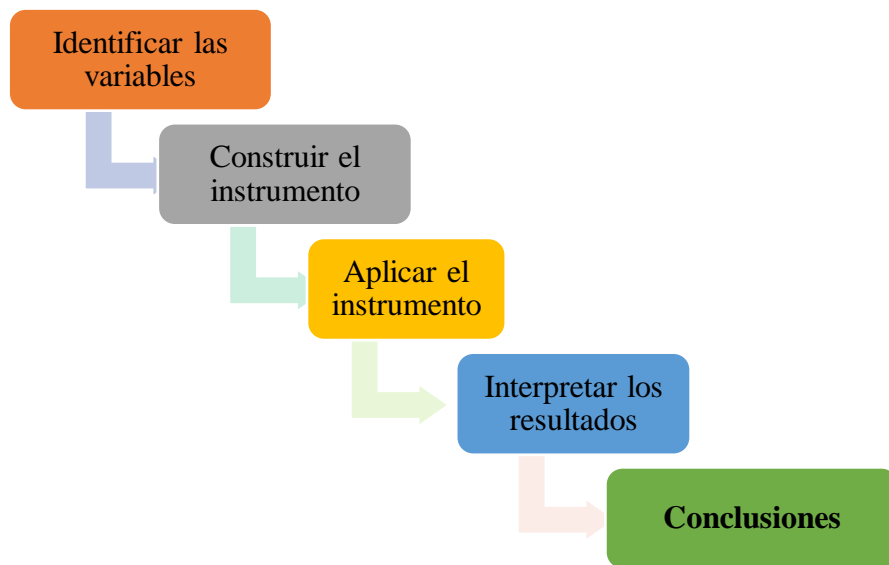 Identificar las
variables
Construir el
instrumento
Aplicar el
instrumento
Interpretar los
resultados
Conclusiones